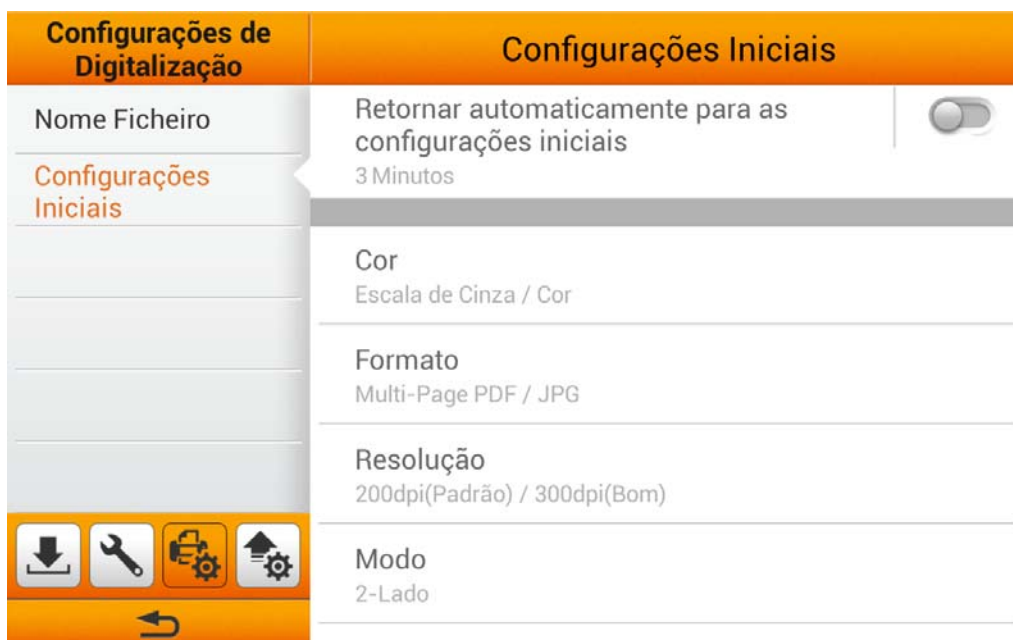 Configurações de
Digitalização
Configurações Iniciais
Nome Ficheiro
Configurações
Iniciais
Retornar automaticamente para as
configurações iniciais
3 Minutos
Cor
Escala de Cinza / Cor
Formato
Multi-Page PDF / JPG
Resolução
200dpi(Padrão) / 300dpi(Bom)
Modo
2-Lado